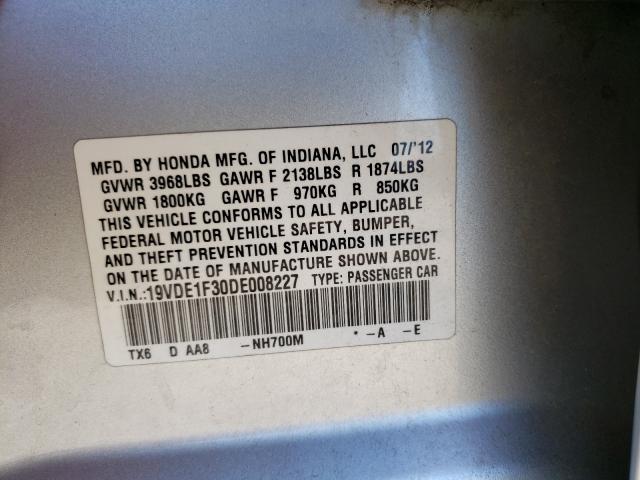 MFD. BY HONDA MFG. OF INDIANA, LLC 07/'12
GVWR 3968LBS GAWR F 2138LBS R 1874LBS
GVWR 1800KG GAWR F 970KG R 850KG
THIS VEHICLE CONFORMS TO ALL APPLICABLE
FEDERAL MOTOR VEHICLE SAFETY, BUMPER,
AND THEFT PREVENTION STANDARDS IN EFFECT
ON THE DATE OF MANUFACTURE SHOWN ABOVE.
V.I.N.:19VDE1F30DE008227 TYPE: PASSENGER CAR
TX6 D AA8 -NH700M * -A -E